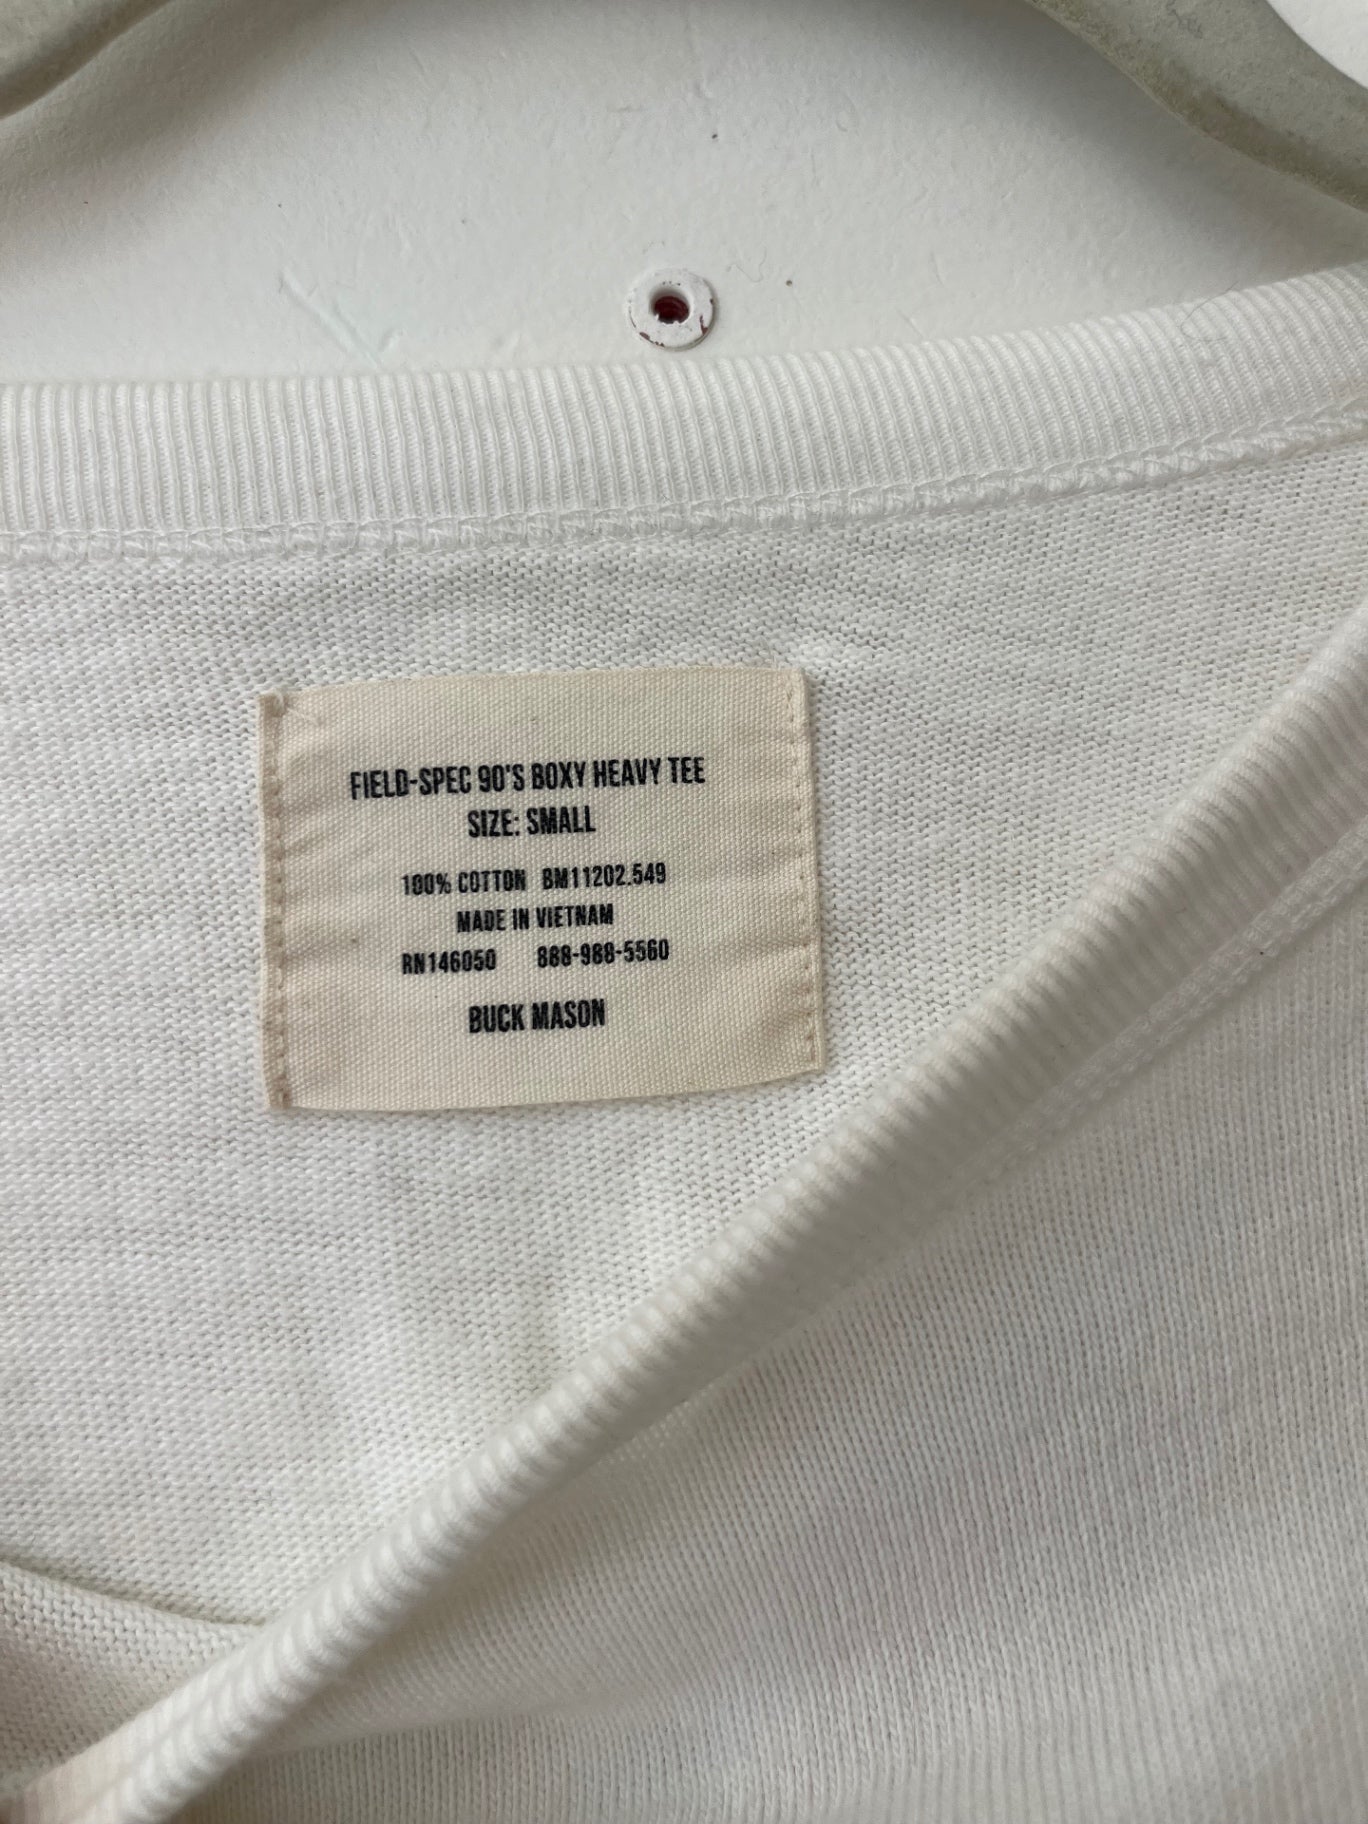 FIELD-SPEC 90'S BOXY HEAVY TEE
SIZE: SMALL
100% COTTON BM11202.549
MADE IN VIETNAM
RN146050 888-988-5560
BUCK MASON